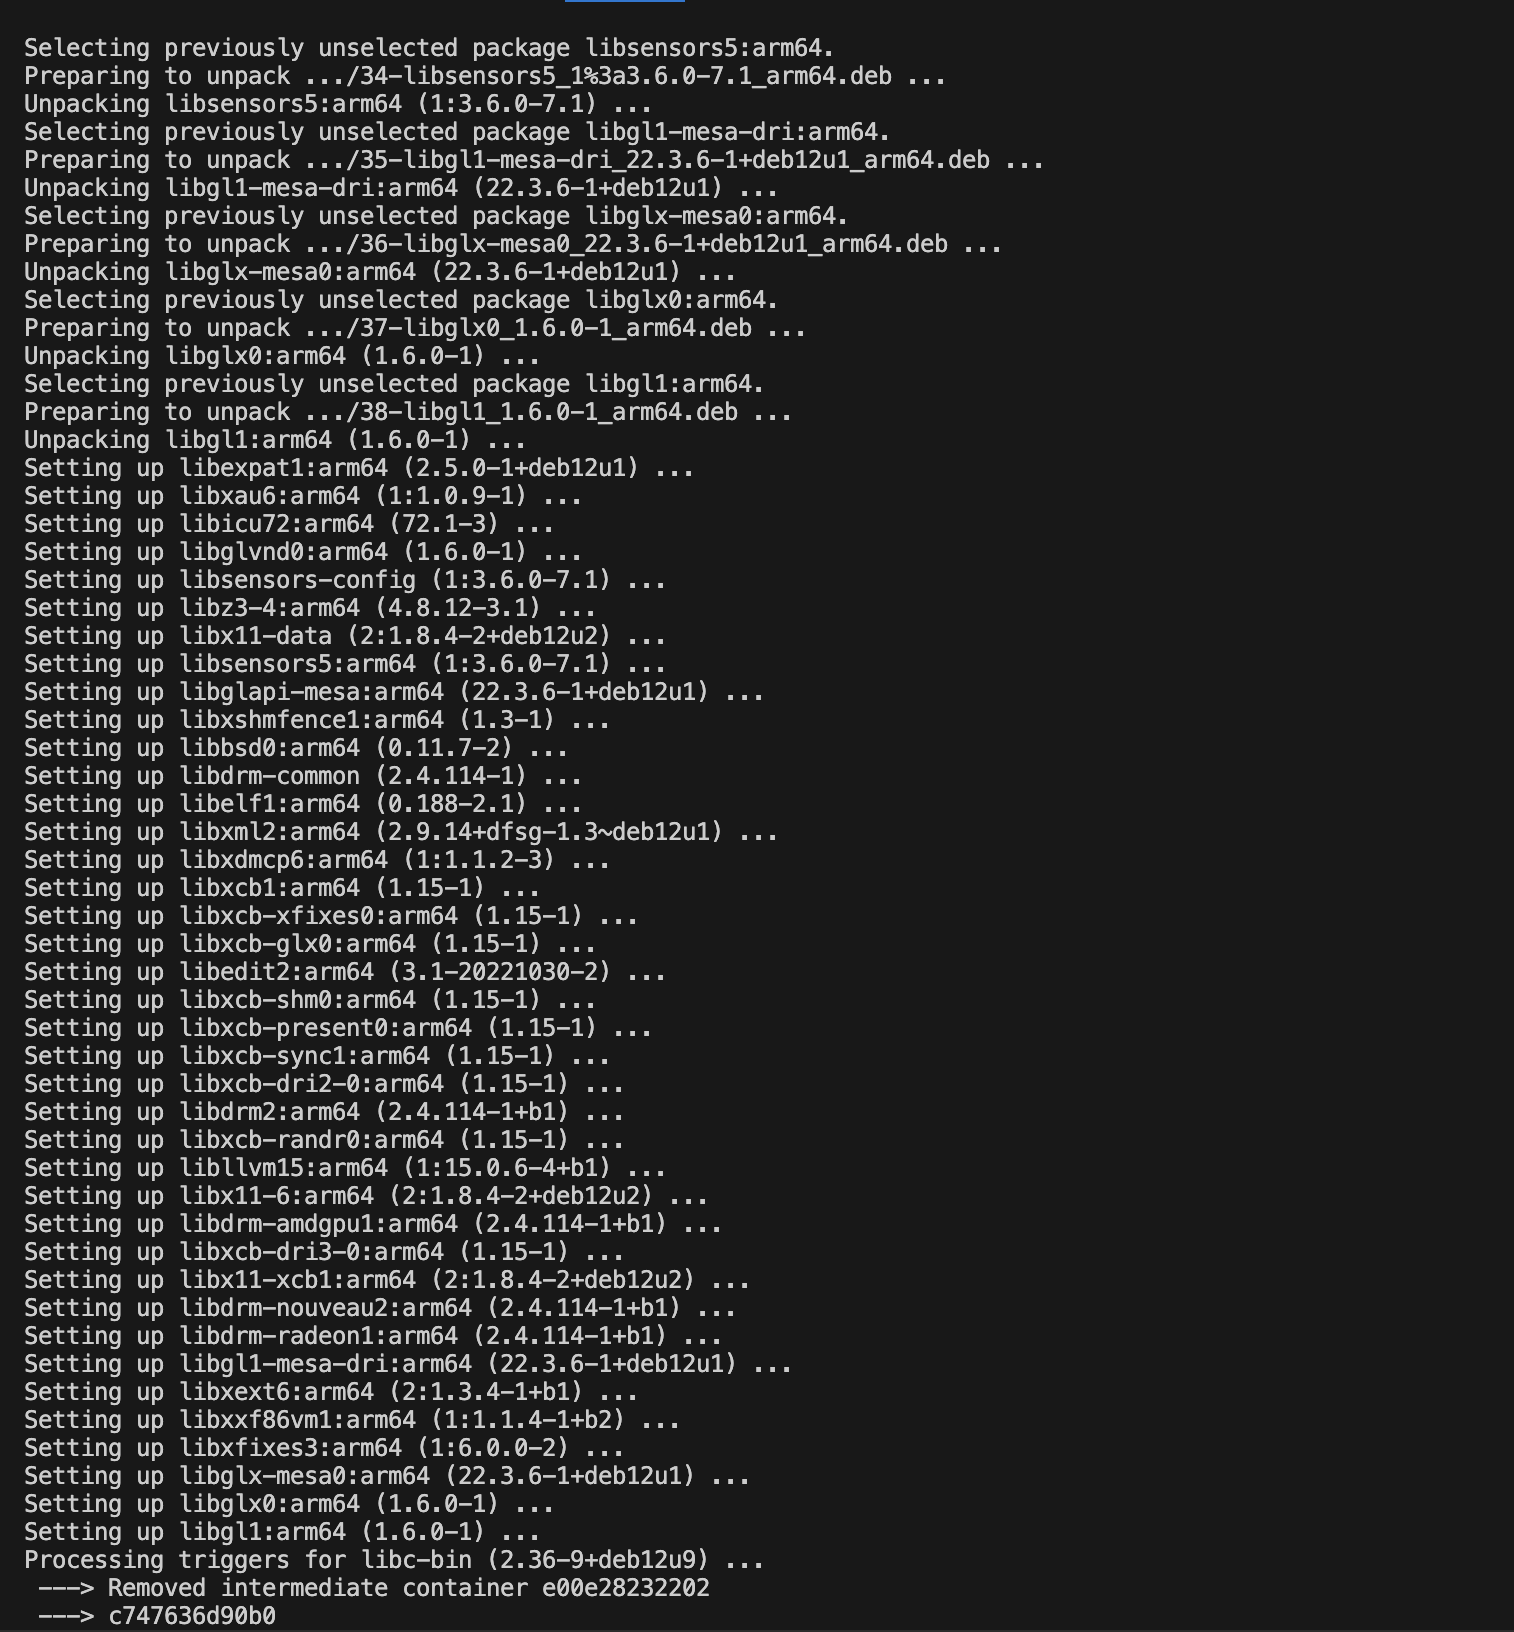 Selecting previously unselected package libsensors5:arm64.
Preparing to unpack .../34-libsensors5_1%3a3.6.0-7.1_arm64.deb ...
Unpacking libsensors5:arm64 (1:3.6.0-7.1) ...
Selecting previously unselected package libgl1-mesa-dri:arm64.
Preparing to unpack .../35-libgl1-mesa-dri_22.3.6-1+deb12u1_arm64.deb ...
Unpacking libgl1-mesa-dri:arm64 (22.3.6-1+deb12u1) ...
Selecting previously unselected package libglx-mesa0:arm64.
Preparing to unpack .../36-libglx-mesa0_22.3.6-1+deb12u1_arm64.deb ...
Unpacking libglx-mesa0:arm64 (22.3.6-1+deb12u1) ...
Selecting previously unselected package libglx0:arm64.
Preparing to unpack .../37-libglx0_1.6.0-1_arm64.deb ...
Unpacking libglx0:arm64 (1.6.0-1) ...
Selecting previously unselected package libgl1:arm64.
Preparing to unpack .../38-libgl1_1.6.0-1_arm64.deb ...
Unpacking libgl1:arm64 (1.6.0-1) ...
Setting up libexpat1:arm64 (2.5.0-1+deb12u1) ...
Setting up libxau6:arm64 (1:1.0.9-1) ...
Setting up libicu72:arm64 (72.1-3) ...
Setting up libglvnd0:arm64 (1.6.0-1) ...
Setting up libsensors-config (1:3.6.0-7.1) ...
Setting up libz3-4:arm64 (4.8.12-3.1) ...
Setting up libx11-data (2:1.8.4-2+deb12u2) ...
Setting up libsensors5:arm64 (1:3.6.0-7.1) ...
Setting up libglapi-mesa:arm64 (22.3.6-1+deb12u1) ...
Setting up libxshmfence1:arm64 (1.3-1) ...
Setting up libbsd0:arm64 (0.11.7-2) ...
Setting up libdrm-common (2.4.114-1) ...
Setting up libelf1:arm64 (0.188-2.1) ...
Setting up libxml2:arm64 (2.9.14+dfsg-1.3~deb12u1) ...
Setting up libxdmcp6:arm64 (1:1.1.2-3) ...
Setting up libxcb1:arm64 (1.15-1) ...
Setting up libxcb-xfixes0:arm64 (1.15-1) ...
Setting up libxcb-glx0:arm64 (1.15-1) ...
Setting up libedit2:arm64 (3.1-20221030-2) ...
Setting up libxcb-shm0:arm64 (1.15-1) ...
Setting up libxcb-present0:arm64 (1.15-1) ...
Setting up libxcb-sync1:arm64 (1.15-1) ...
Setting up libxcb-dri2-0:arm64 (1.15-1) ...
Setting up libdrm2:arm64 (2.4.114-1+b1) ...
Setting up libxcb-randr0:arm64 (1.15-1) ...
Setting up libllvm15:arm64 (1:15.0.6-4+b1) ...
Setting up libx11-6:arm64 (2:1.8.4-2+deb12u2) ...
Setting up libdrm-amdgpu1:arm64 (2.4.114-1+b1) ...
Setting up libxcb-dri3-0:arm64 (1.15-1) ...
Setting up libx11-xcb1:arm64 (2:1.8.4-2+deb12u2) ...
Setting up libdrm-nouveau2:arm64 (2.4.114-1+b1) ...
Setting up libdrm-radeon1:arm64 (2.4.114-1+b1) ...
Setting up libgl1-mesa-dri:arm64 (22.3.6-1+deb12u1) ...
Setting up libxext6:arm64 (2:1.3.4-1+b1) ...
Setting up libxxf86vm1:arm64 (1:1.1.4-1+b2) ...
Setting up libxfixes3:arm64 (1:6.0.0-2) ...
Setting up libglx-mesa0:arm64 (22.3.6-1+deb12u1) ...
Setting up libglx0:arm64 (1.6.0-1) ...
Setting up libgl1:arm64 (1.6.0-1) ...
Processing triggers for libc-bin (2.36-9+deb12u9) ...
---> Removed intermediate container e00e28232202
---> c747636d90b0